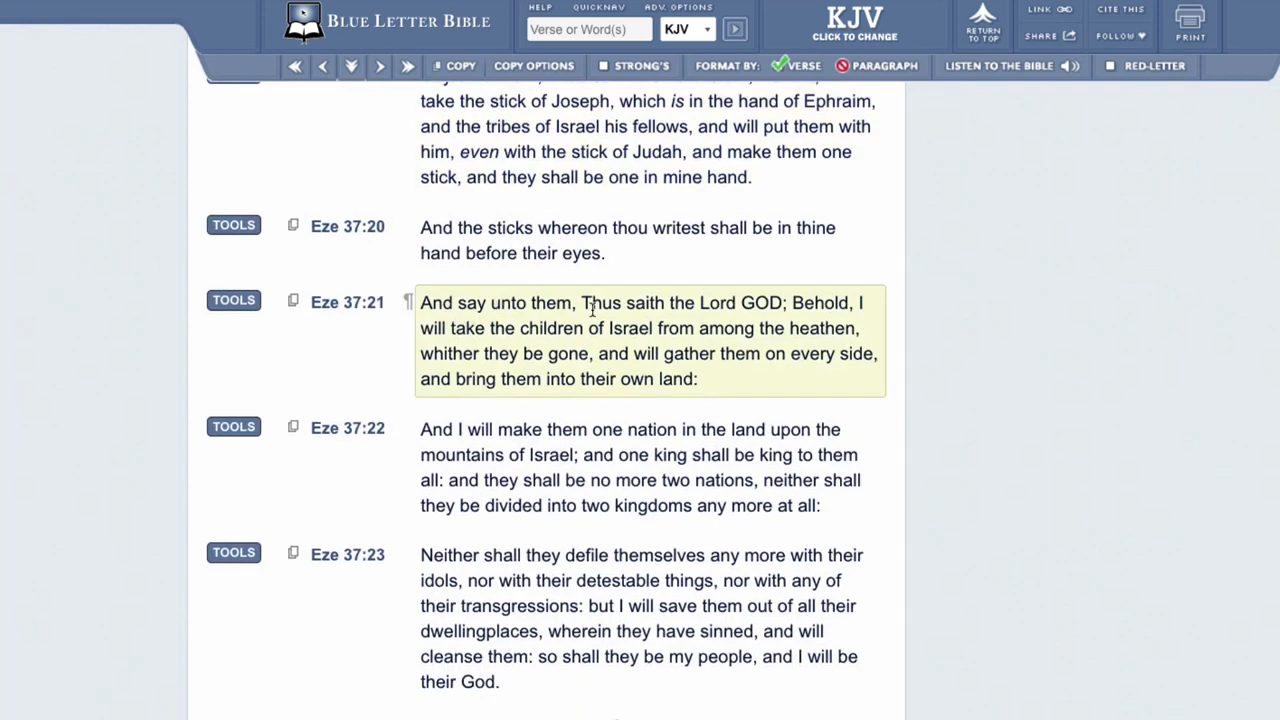 BLUE LETTER BIBLE
HELP QUICKNAV ADV. OPTIONS
Verse or Word(s) KJV
KJV
CLICK TO CHANGE
RETURN
TO TOP
LINK CITE THIS
SHARE FOLLOW
PRINT
COPY COPY OPTIONS STRONG'S FORMAT BY: VERSE PARAGRAPH LISTEN TO THE BIBLE RED-LETTER
take the stick of Joseph, which is in the hand of Ephraim,
and the tribes of Israel his fellows, and will put them with
him, even with the stick of Judah, and make them one
stick, and they shall be one in mine hand.
TOOLS Eze 37:20 And the sticks whereon thou writest shall be in thine
hand before their eyes.
TOOLS Eze 37:21 ¶ And say unto them, Thus saith the Lord GOD; Behold, I
will take the children of Israel from among the heathen,
whither they be gone, and will gather them on every side,
and bring them into their own land:
TOOLS Eze 37:22 And I will make them one nation in the land upon the
mountains of Israel; and one king shall be king to them
all: and they shall be no more two nations, neither shall
they be divided into two kingdoms any more at all:
TOOLS Eze 37:23 Neither shall they defile themselves any more with their
idols, nor with their detestable things, nor with any of
their transgressions: but I will save them out of all their
dwellingplaces, wherein they have sinned, and will
cleanse them: so shall they be my people, and I will be
their God.